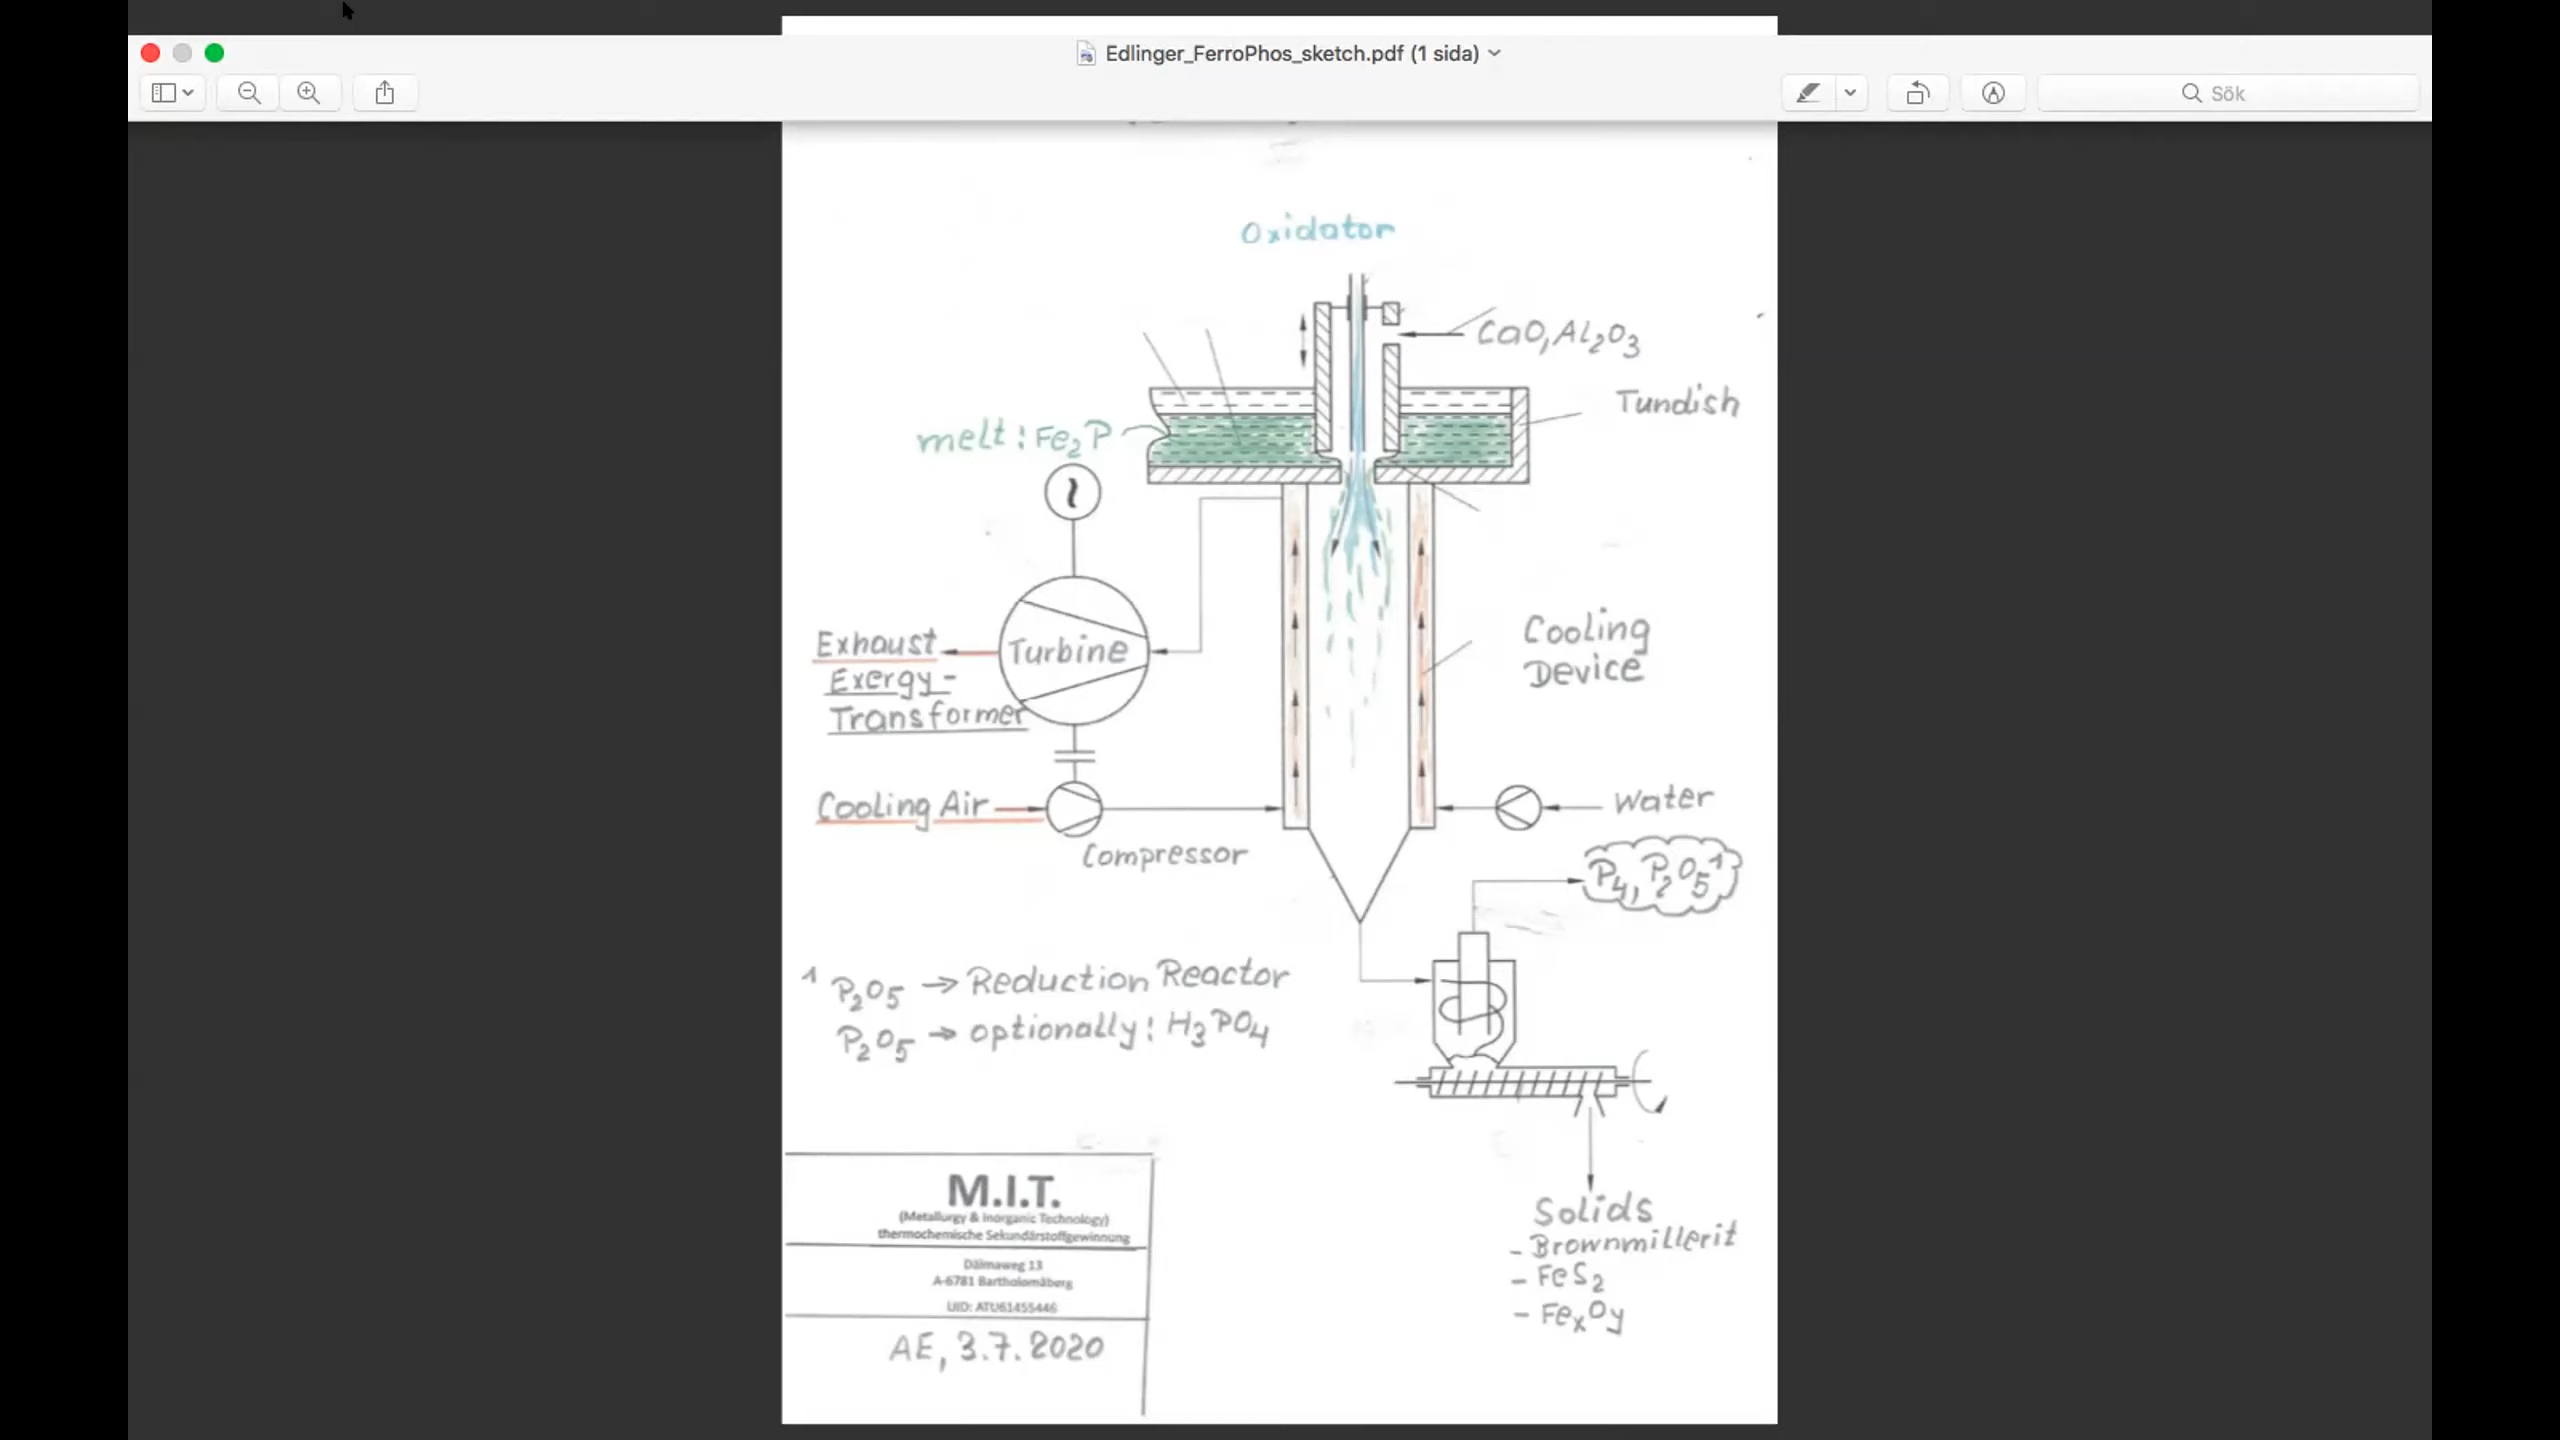 Edlinger_FerroPhos_sketch.pdf (1 sida)
Sök
Oxidator
CaO, Al₂O₃
Tundish
melt: Fe₂P
Exhaust
Turbine
Exergy-
Transformer
Cooling
Device
Cooling Air
Compressor
Water
P₄, P₂O₅¹
¹ P₂O₅ → Reduction Reactor
P₂O₅ → optionally: H₃PO₄
M.I.T.
(Metallurgy & Inorganic Technology)
thermochemische Sekundärstoffgewinnung
Dälmaweg 13
A-6781 Bartholomäberg
UID: ATU61455446
AE, 3.7.2020
Solids
- Brownmillerit
- FeS₂
- FeₓOy